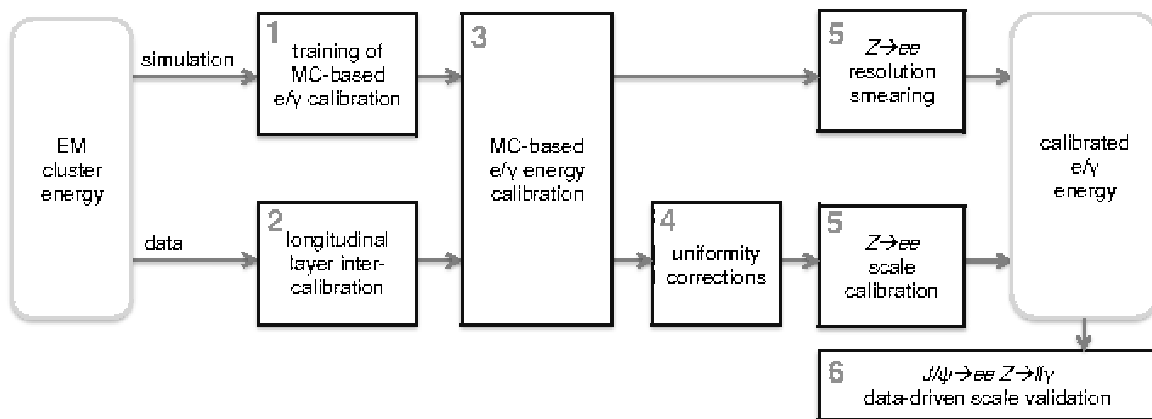 EM
cluster
energy
simulation
data
1
training of
MC-based
e/γ calibration
2
longitudinal
layer inter-
calibration
3
MC-based
e/γ energy
calibration
4
uniformity
corrections
5
Z→ee
resolution
smearing
5
Z→ee
scale
calibration
calibrated
e/γ
energy
6
J/ψ→ee Z→llγ
data-driven scale validation